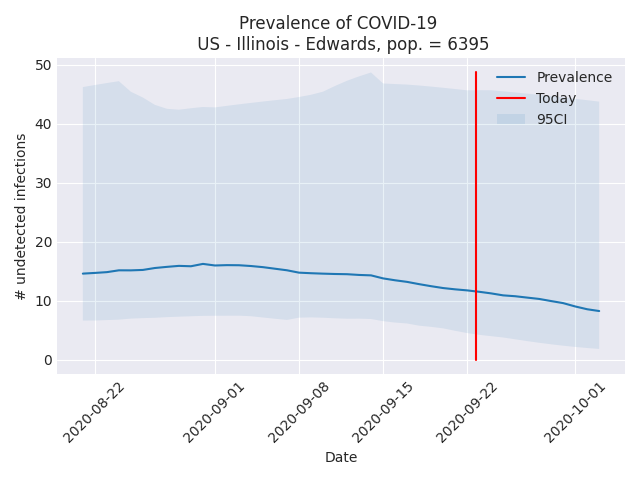 Prevalence of COVID-19
US - Illinois - Edwards, pop. = 6395
50
40
30
20
10
0
# undetected infections
Prevalence
Today
95CI
2020-08-22
2020-09-01
2020-09-08
2020-09-15
2020-09-22
2020-10-01
Date